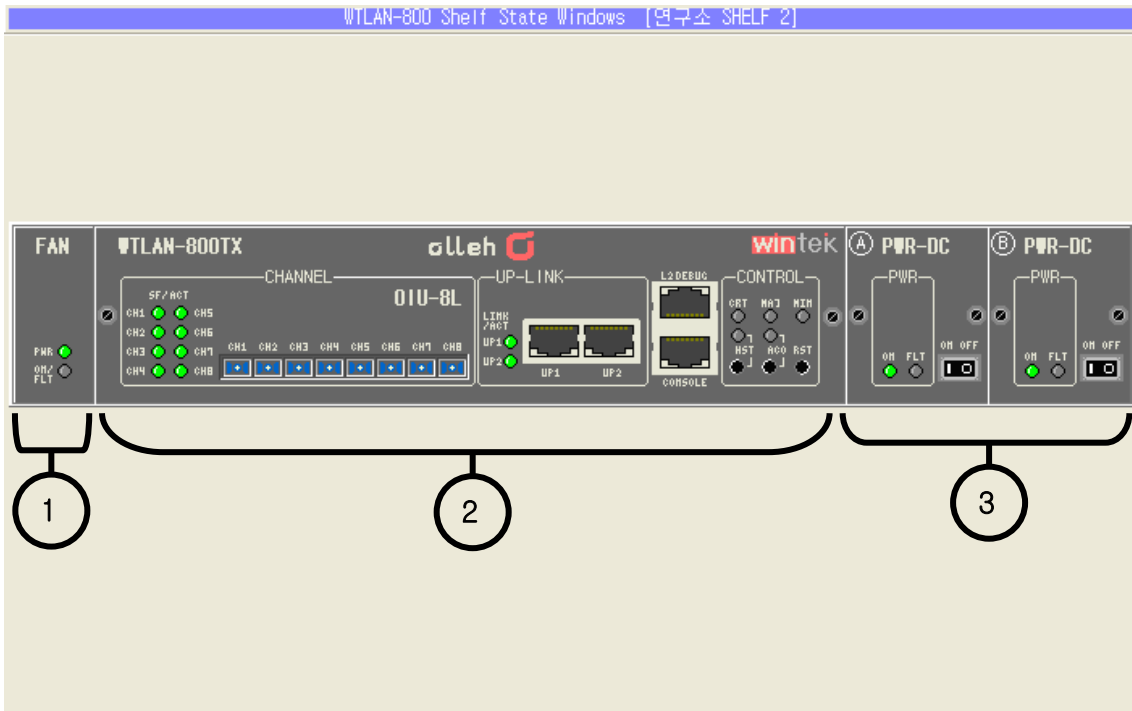 WTLAN-800 Shelf State Windows [연구소 SHELF 2]
FAN
PWR
ON/
FLT
WTLAN-800TX
olleh
wintek
CHANNEL
OIU-8L
SF/ACT
CH1 CH5
CH2 CH6
CH3 CH7
CH4 CH8
CH1 CH2 CH3 CH4 CH5 CH6 CH7 CH8
UP-LINK
LINK
/ACT
UP1
UP2
UP1 UP2
L2DEBUG
CONSOLE
CONTROL
CRT MAJ MIN
HST ACO RST
A PWR-DC
PWR
ON FLT
ON OFF
B PWR-DC
PWR
ON FLT
ON OFF
1
2
3